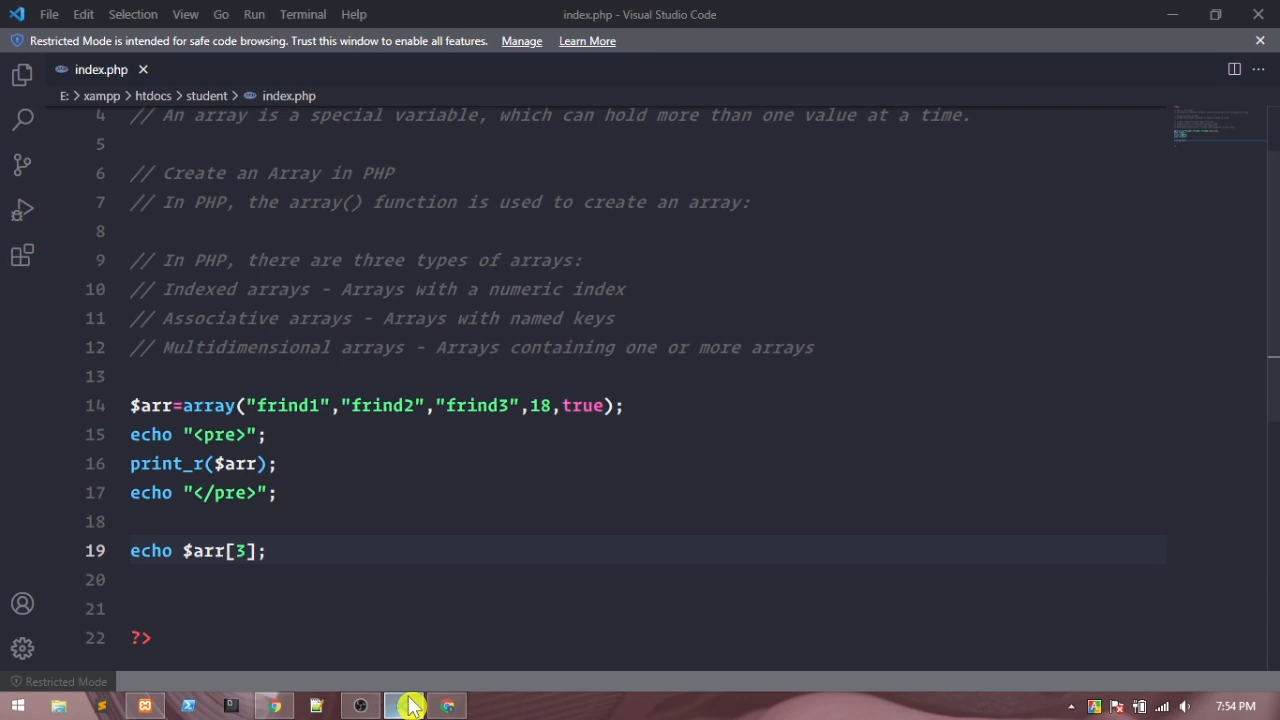 File Edit Selection View Go Run Terminal Help index.php - Visual Studio Code
Restricted Mode is intended for safe code browsing. Trust this window to enable all features. Manage Learn More
index.php
E: > xampp > htdocs > student > index.php
4 // An array is a special variable, which can hold more than one value at a time.
5
6 // Create an Array in PHP
7 // In PHP, the array() function is used to create an array:
8
9 // In PHP, there are three types of arrays:
10 // Indexed arrays - Arrays with a numeric index
11 // Associative arrays - Arrays with named keys
12 // Multidimensional arrays - Arrays containing one or more arrays
13
14 $arr=array("frind1","frind2","frind3",18,true);
15 echo "<pre>";
16 print_r($arr);
17 echo "</pre>";
18
19 echo $arr[3];
20
21
22 ?>
Restricted Mode
7:54 PM